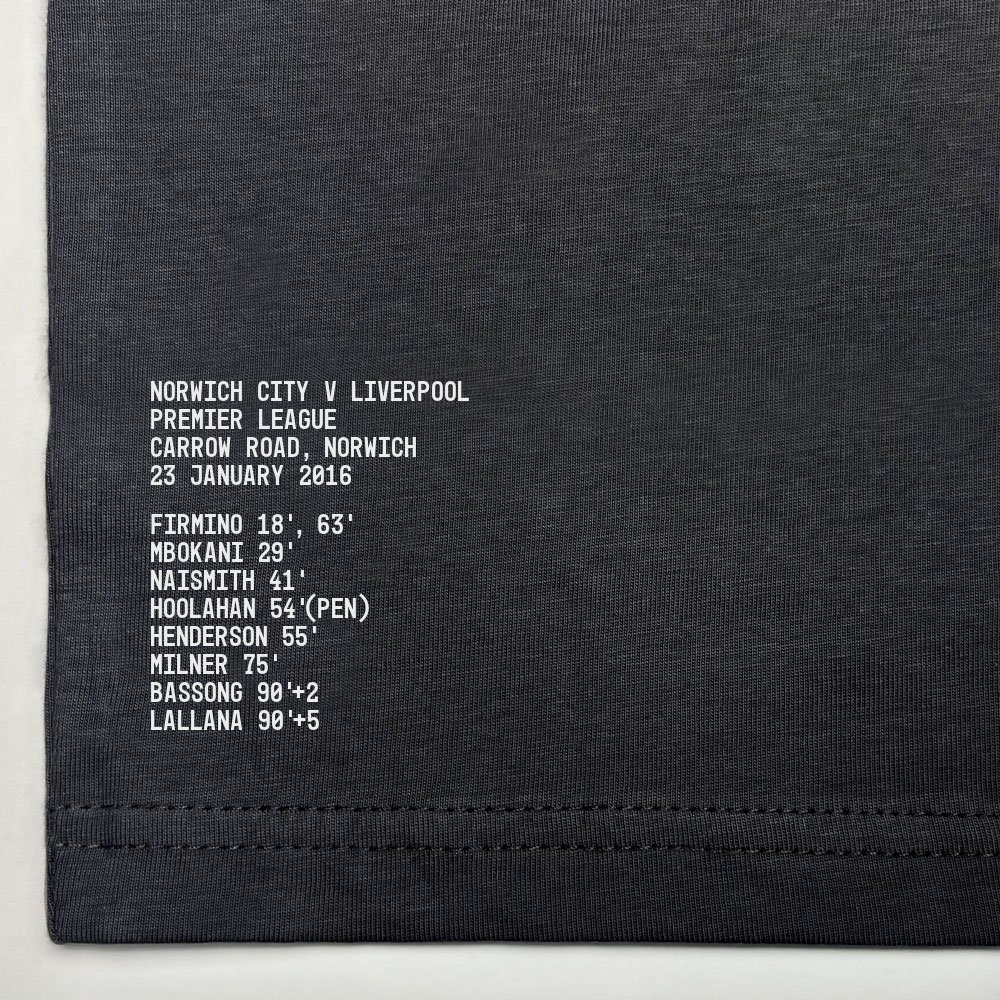 NORWICH CITY V LIVERPOOL
PREMIER LEAGUE
CARROW ROAD, NORWICH
23 JANUARY 2016
FIRMINO 18', 63'
MBOKANI 29'
NAISMITH 41'
HOOLAHAN 54'(PEN)
HENDERSON 55'
MILNER 75'
BASSONG 90'+2
LALLANA 90'+5